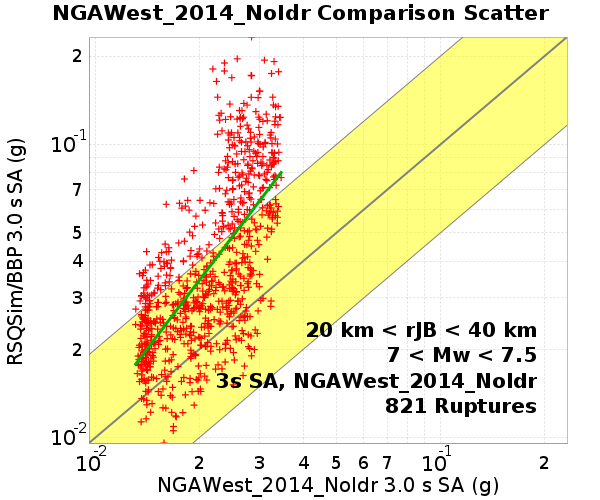 NGAWest_2014_NoIdr Comparison Scatter
RSQSim/BBP 3.0 s SA (g)
2
10-1
7
5
4
3
2
10-2
20 km < rJB < 40 km
7 < Mw < 7.5
3s SA, NGAWest_2014_NoIdr
821 Ruptures
10-2 2 3 4 5 6 7 10-1 2
NGAWest_2014_NoIdr 3.0 s SA (g)